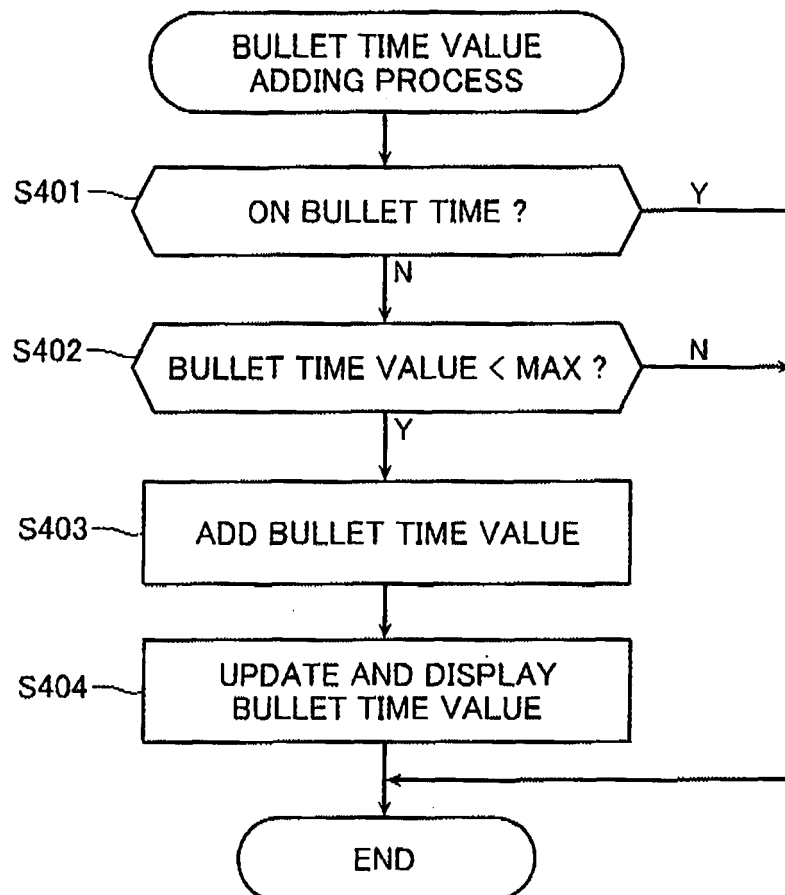 BULLET TIME VALUE
ADDING PROCESS
S401
ON BULLET TIME ?
Y
N
S402
BULLET TIME VALUE < MAX ?
N
Y
S403
ADD BULLET TIME VALUE
S404
UPDATE AND DISPLAY
BULLET TIME VALUE
END